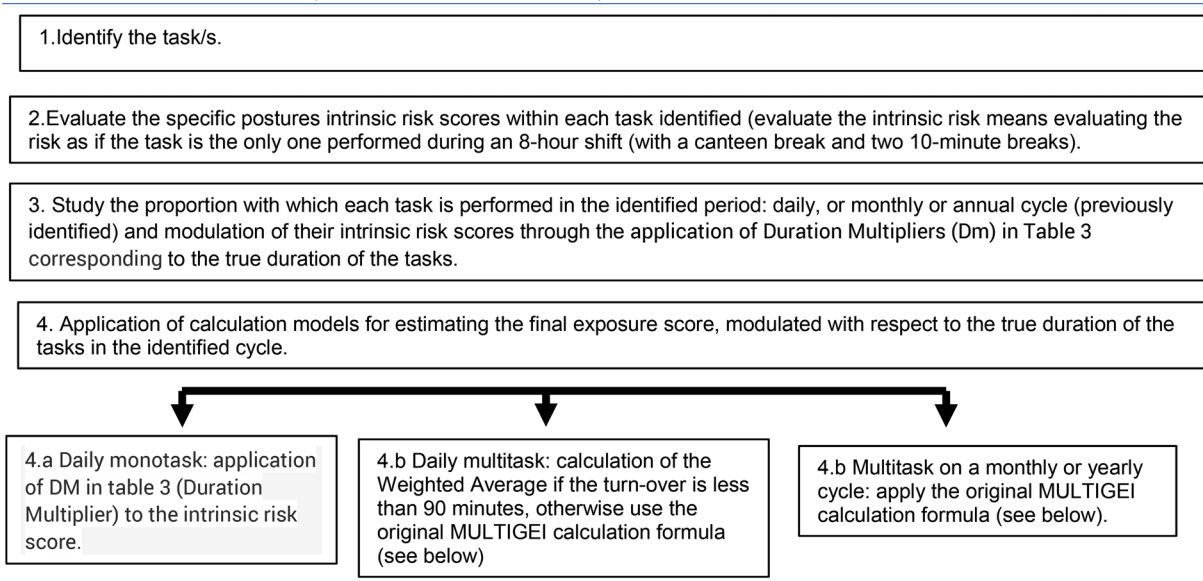 1.Identify the task/s.
2.Evaluate the specific postures intrinsic risk scores within each task identified (evaluate the intrinsic risk means evaluating the
risk as if the task is the only one performed during an 8-hour shift (with a canteen break and two 10-minute breaks).
3. Study the proportion with which each task is performed in the identified period: daily, or monthly or annual cycle (previously
identified) and modulation of their intrinsic risk scores through the application of Duration Multipliers (Dm) in Table 3
corresponding to the true duration of the tasks.
4. Application of calculation models for estimating the final exposure score, modulated with respect to the true duration of the
tasks in the identified cycle.
4.a Daily monotask: application
of DM in table 3 (Duration
Multiplier) to the intrinsic risk
score.
4.b Daily multitask: calculation of the
Weighted Average if the turn-over is less
than 90 minutes, otherwise use the
original MULTIGEI calculation formula
(see below)
4.b Multitask on a monthly or yearly
cycle: apply the original MULTIGEI
calculation formula (see below).